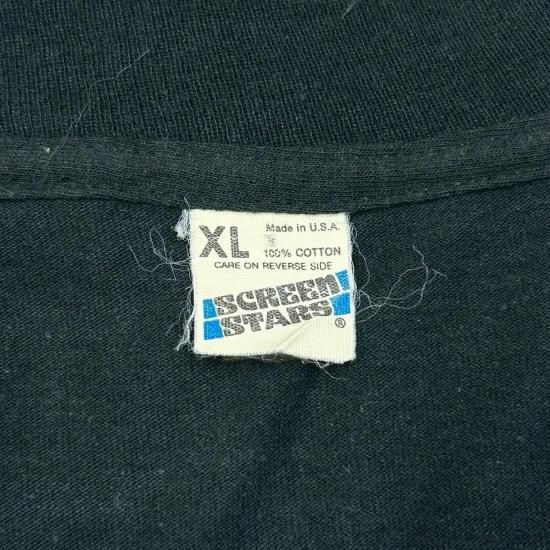 XL
Made in U.S.A.
100% COTTON
CARE ON REVERSE SIDE
SCREEN
STARS®